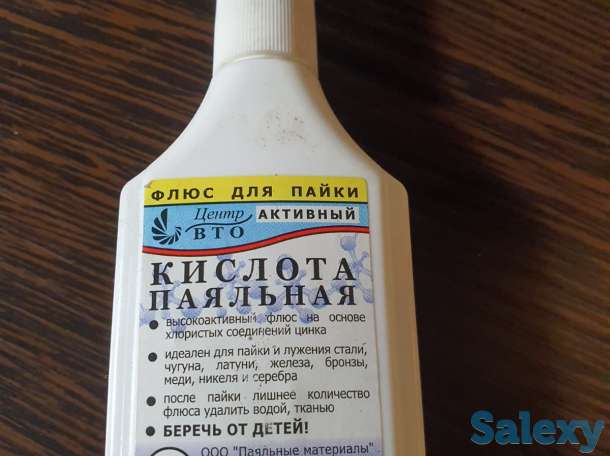 ФЛЮС ДЛЯ ПАЙКИ
Центр АКТИВНЫЙ
ВТО
КИСЛОТА
ПАЯЛЬНАЯ
• высокоактивный флюс на основе
хлористых соединений цинка
• идеален для пайки и лужения стали,
чугуна, латуни, железа, бронзы,
меди, никеля и серебра
• после пайки лишнее количество
флюса удалить водой, тканью
• БЕРЕЧЬ ОТ ДЕТЕЙ!
ООО "Паяльные материалы"
Salexy